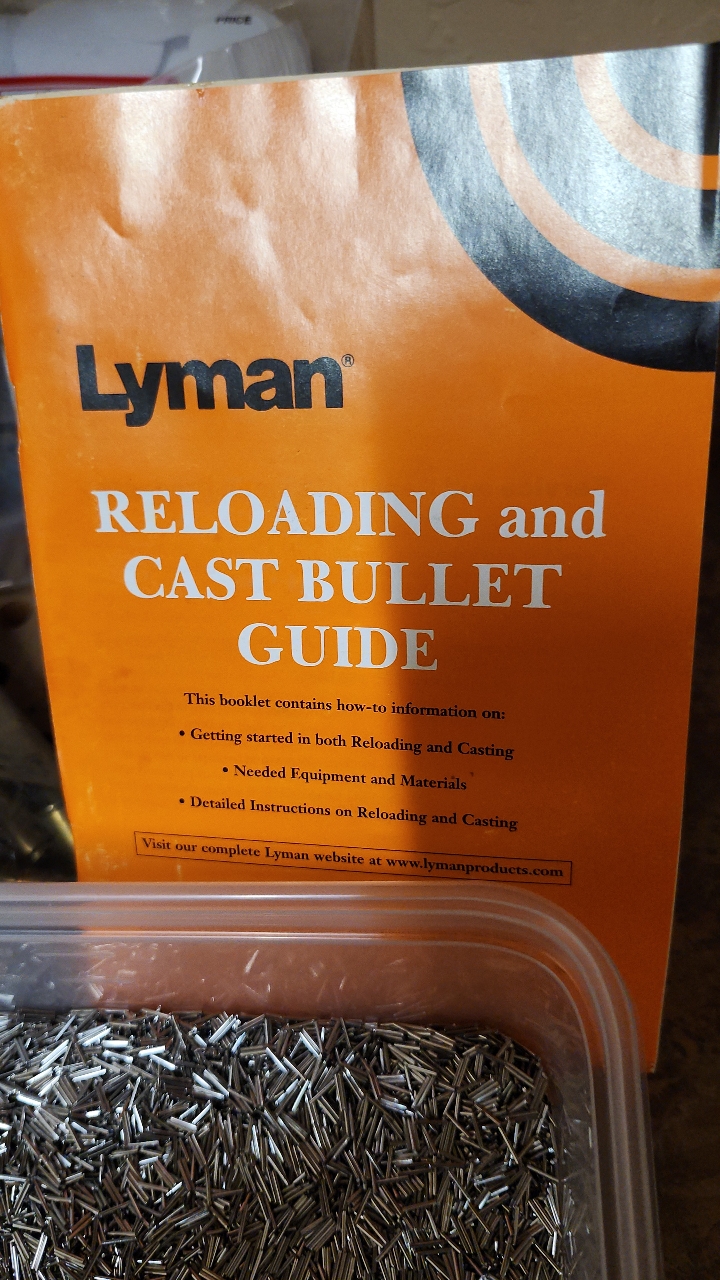 PRICE
Lyman®
RELOADING and
CAST BULLET
GUIDE
This booklet contains how-to information on:
• Getting started in both Reloading and Casting
• Needed Equipment and Materials
• Detailed Instructions on Reloading and Casting
Visit our complete Lyman website at www.lymanproducts.com